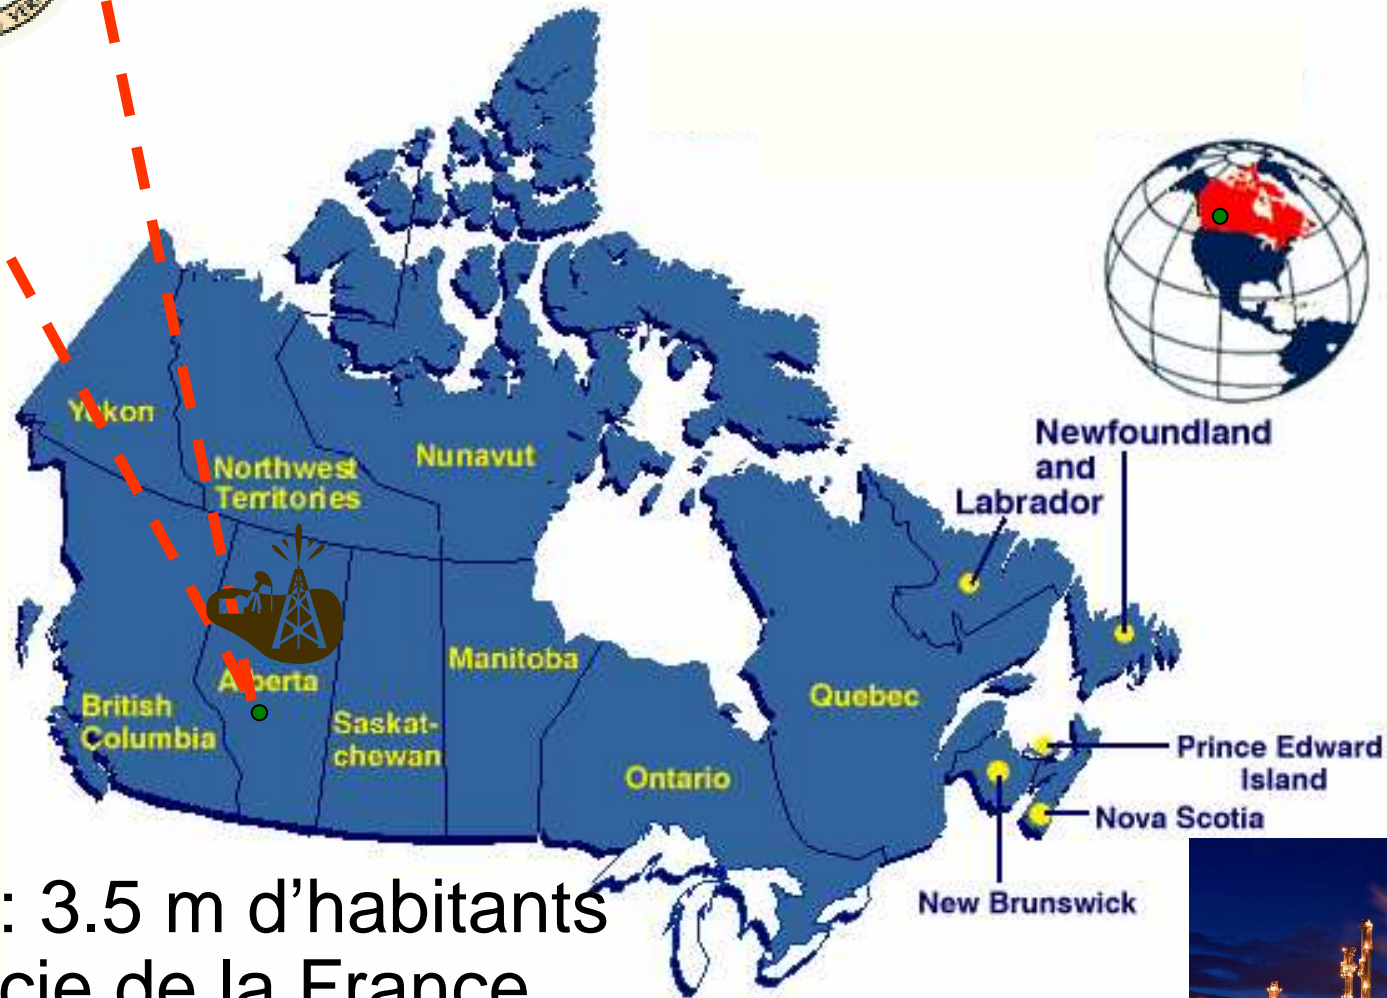 Yukon
Northwest
Territories
Nunavut
Newfoundland
and
Labrador
Alberta
British
Columbia
Saskat-
chewan
Manitoba
Ontario
Quebec
Prince Edward
Island
Nova Scotia
New Brunswick
: 3.5 m d’habitants
cie de la France